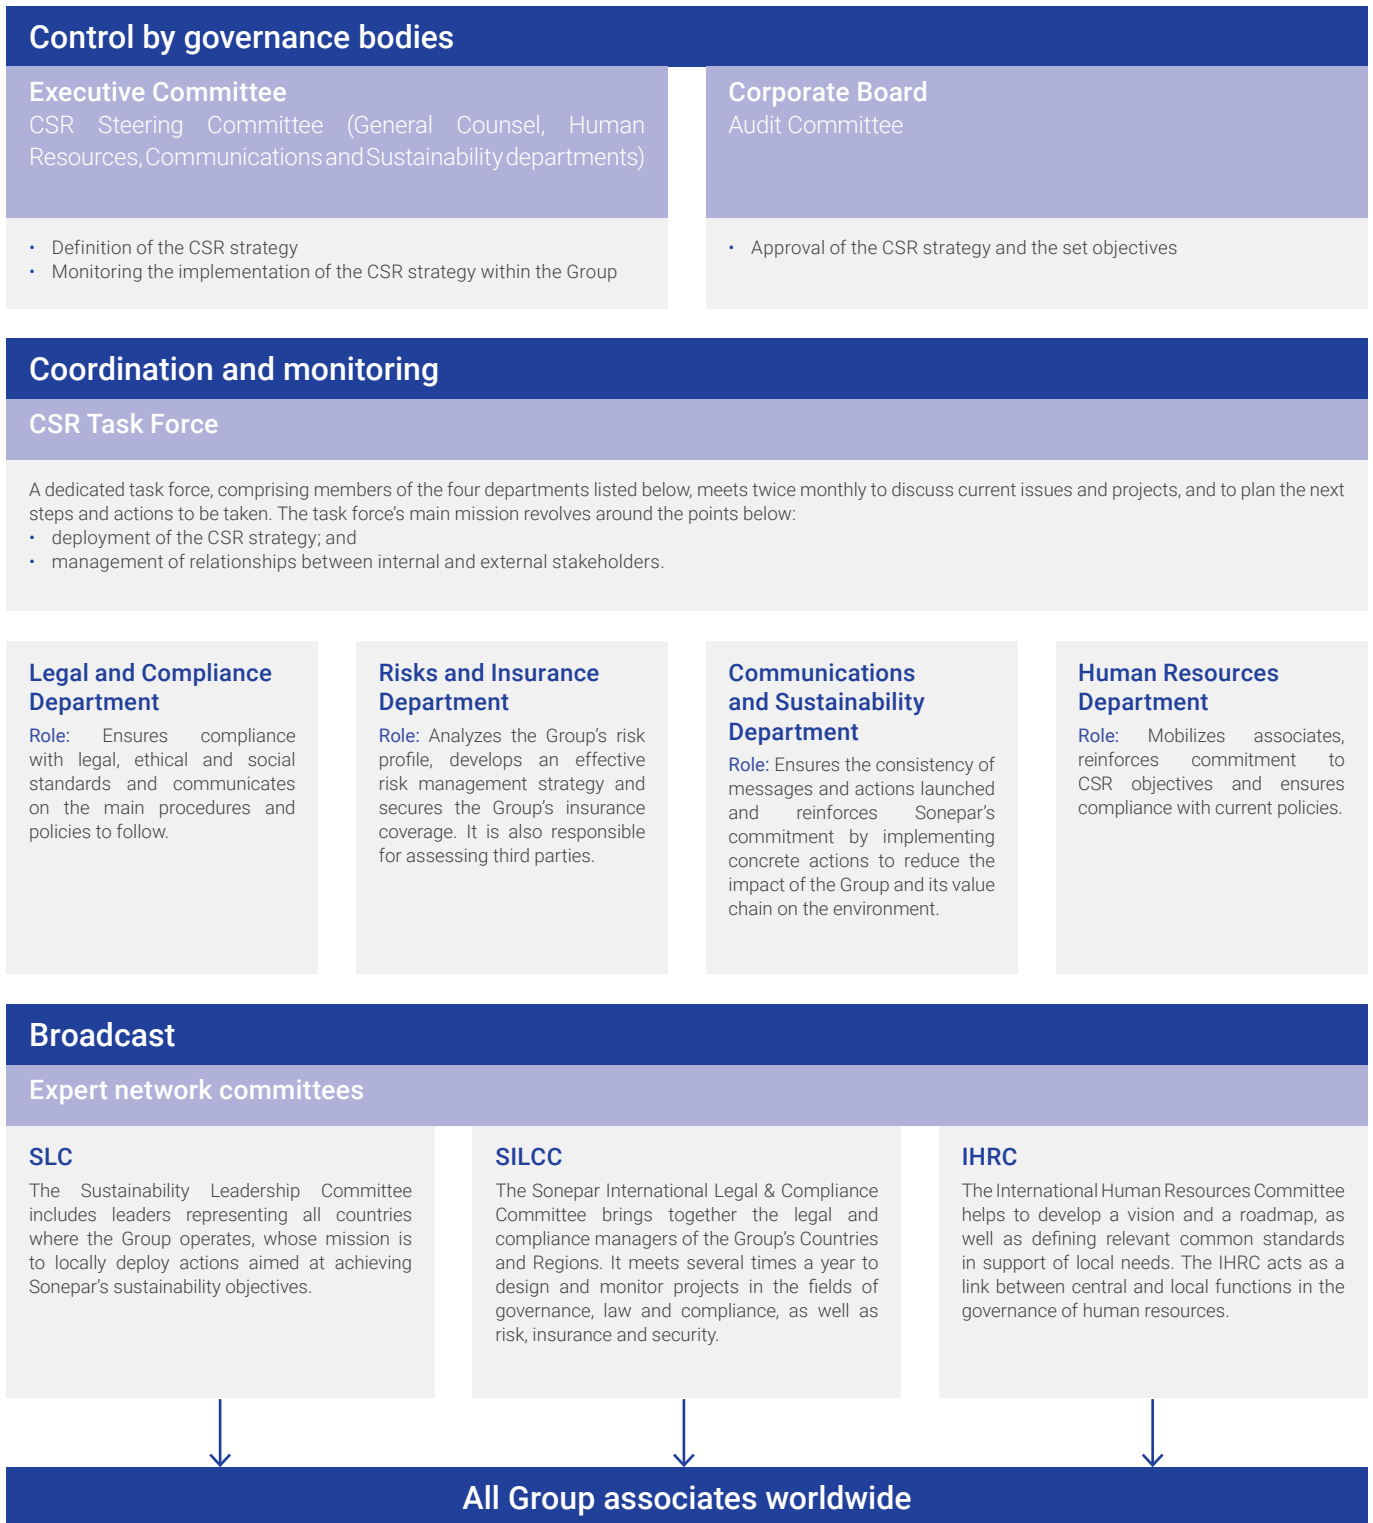 Control by governance bodies
Executive Committee
CSR Steering Committee (General Counsel, Human
Resources, Communications and Sustainability departments)
• Definition of the CSR strategy
• Monitoring the implementation of the CSR strategy within the Group
Corporate Board
Audit Committee
• Approval of the CSR strategy and the set objectives
Coordination and monitoring
CSR Task Force
A dedicated task force, comprising members of the four departments listed below, meets twice monthly to discuss current issues and projects, and to plan the next
steps and actions to be taken. The task force's main mission revolves around the points below:
• deployment of the CSR strategy; and
• management of relationships between internal and external stakeholders.
Legal and Compliance
Department
Role: Ensures compliance
with legal, ethical and social
standards and communicates
on the main procedures and
policies to follow.
Risks and Insurance
Department
Role: Analyzes the Group's risk
profile, develops an effective
risk management strategy and
secures the Group's insurance
coverage. It is also responsible
for assessing third parties.
Communications
and Sustainability
Department
Role: Ensures the consistency of
messages and actions launched
and reinforces Sonepar's
commitment by implementing
concrete actions to reduce the
impact of the Group and its value
chain on the environment.
Human Resources
Department
Role: Mobilizes associates,
reinforces commitment to
CSR objectives and ensures
compliance with current policies.
Broadcast
Expert network committees
SLC
The Sustainability Leadership Committee
includes leaders representing all countries
where the Group operates, whose mission is
to locally deploy actions aimed at achieving
Sonepar's sustainability objectives.
SILCC
The Sonepar International Legal & Compliance
Committee brings together the legal and
compliance managers of the Group's Countries
and Regions. It meets several times a year to
design and monitor projects in the fields of
governance, law and compliance, as well as
risk, insurance and security.
IHRC
The International Human Resources Committee
helps to develop a vision and a roadmap, as
well as defining relevant common standards
in support of local needs. The IHRC acts as a
link between central and local functions in the
governance of human resources.
All Group associates worldwide